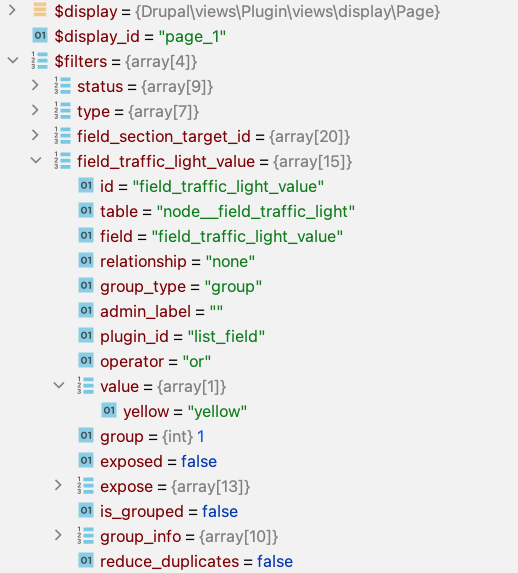 $display = {Drupal\views\Plugin\views\display\Page}
01 $display_id = "page_1"
$filters = {array[4]}
status = {array[9]}
type = {array[7]}
field_section_target_id = {array[20]}
field_traffic_light_value = {array[15]}
01 id = "field_traffic_light_value"
01 table = "node__field_traffic_light"
01 field = "field_traffic_light_value"
01 relationship = "none"
01 group_type = "group"
01 admin_label = ""
01 plugin_id = "list_field"
01 operator = "or"
value = {array[1]}
01 yellow = "yellow"
01 group = {int} 1
01 exposed = false
expose = {array[13]}
01 is_grouped = false
group_info = {array[10]}
01 reduce_duplicates = false